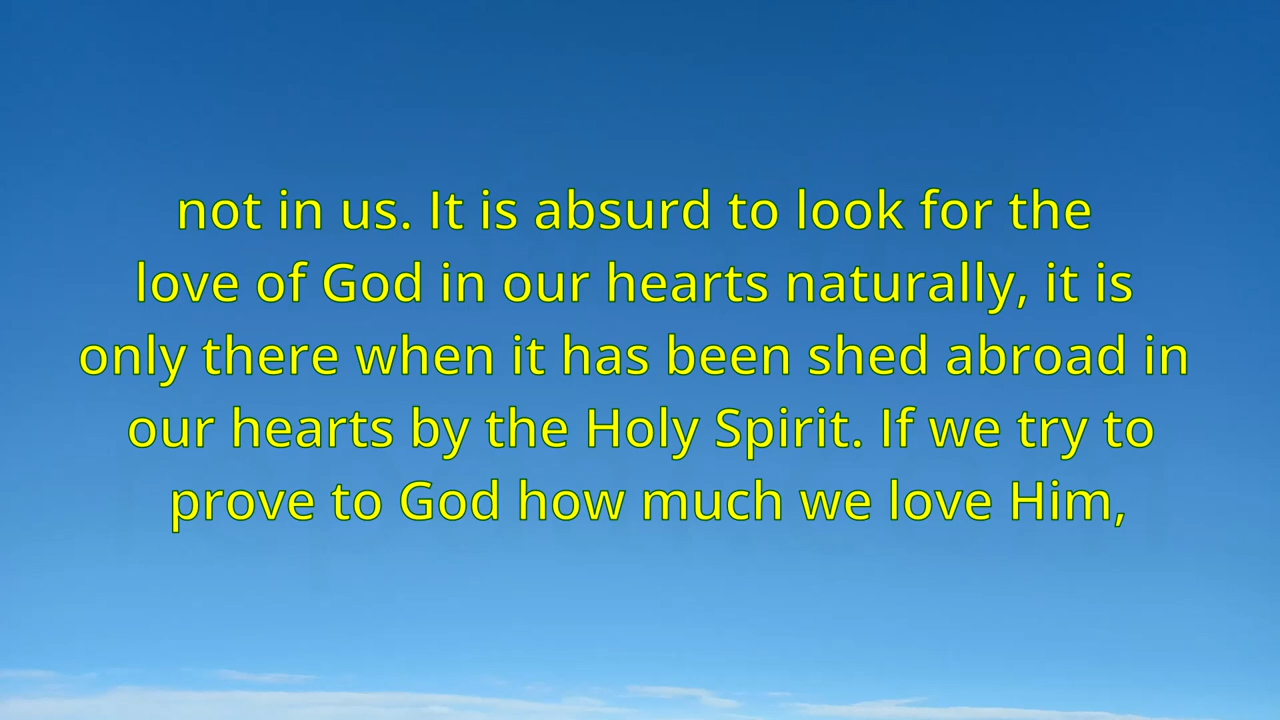 not in us. It is absurd to look for the
love of God in our hearts naturally, it is
only there when it has been shed abroad in
our hearts by the Holy Spirit. If we try to
prove to God how much we love Him,